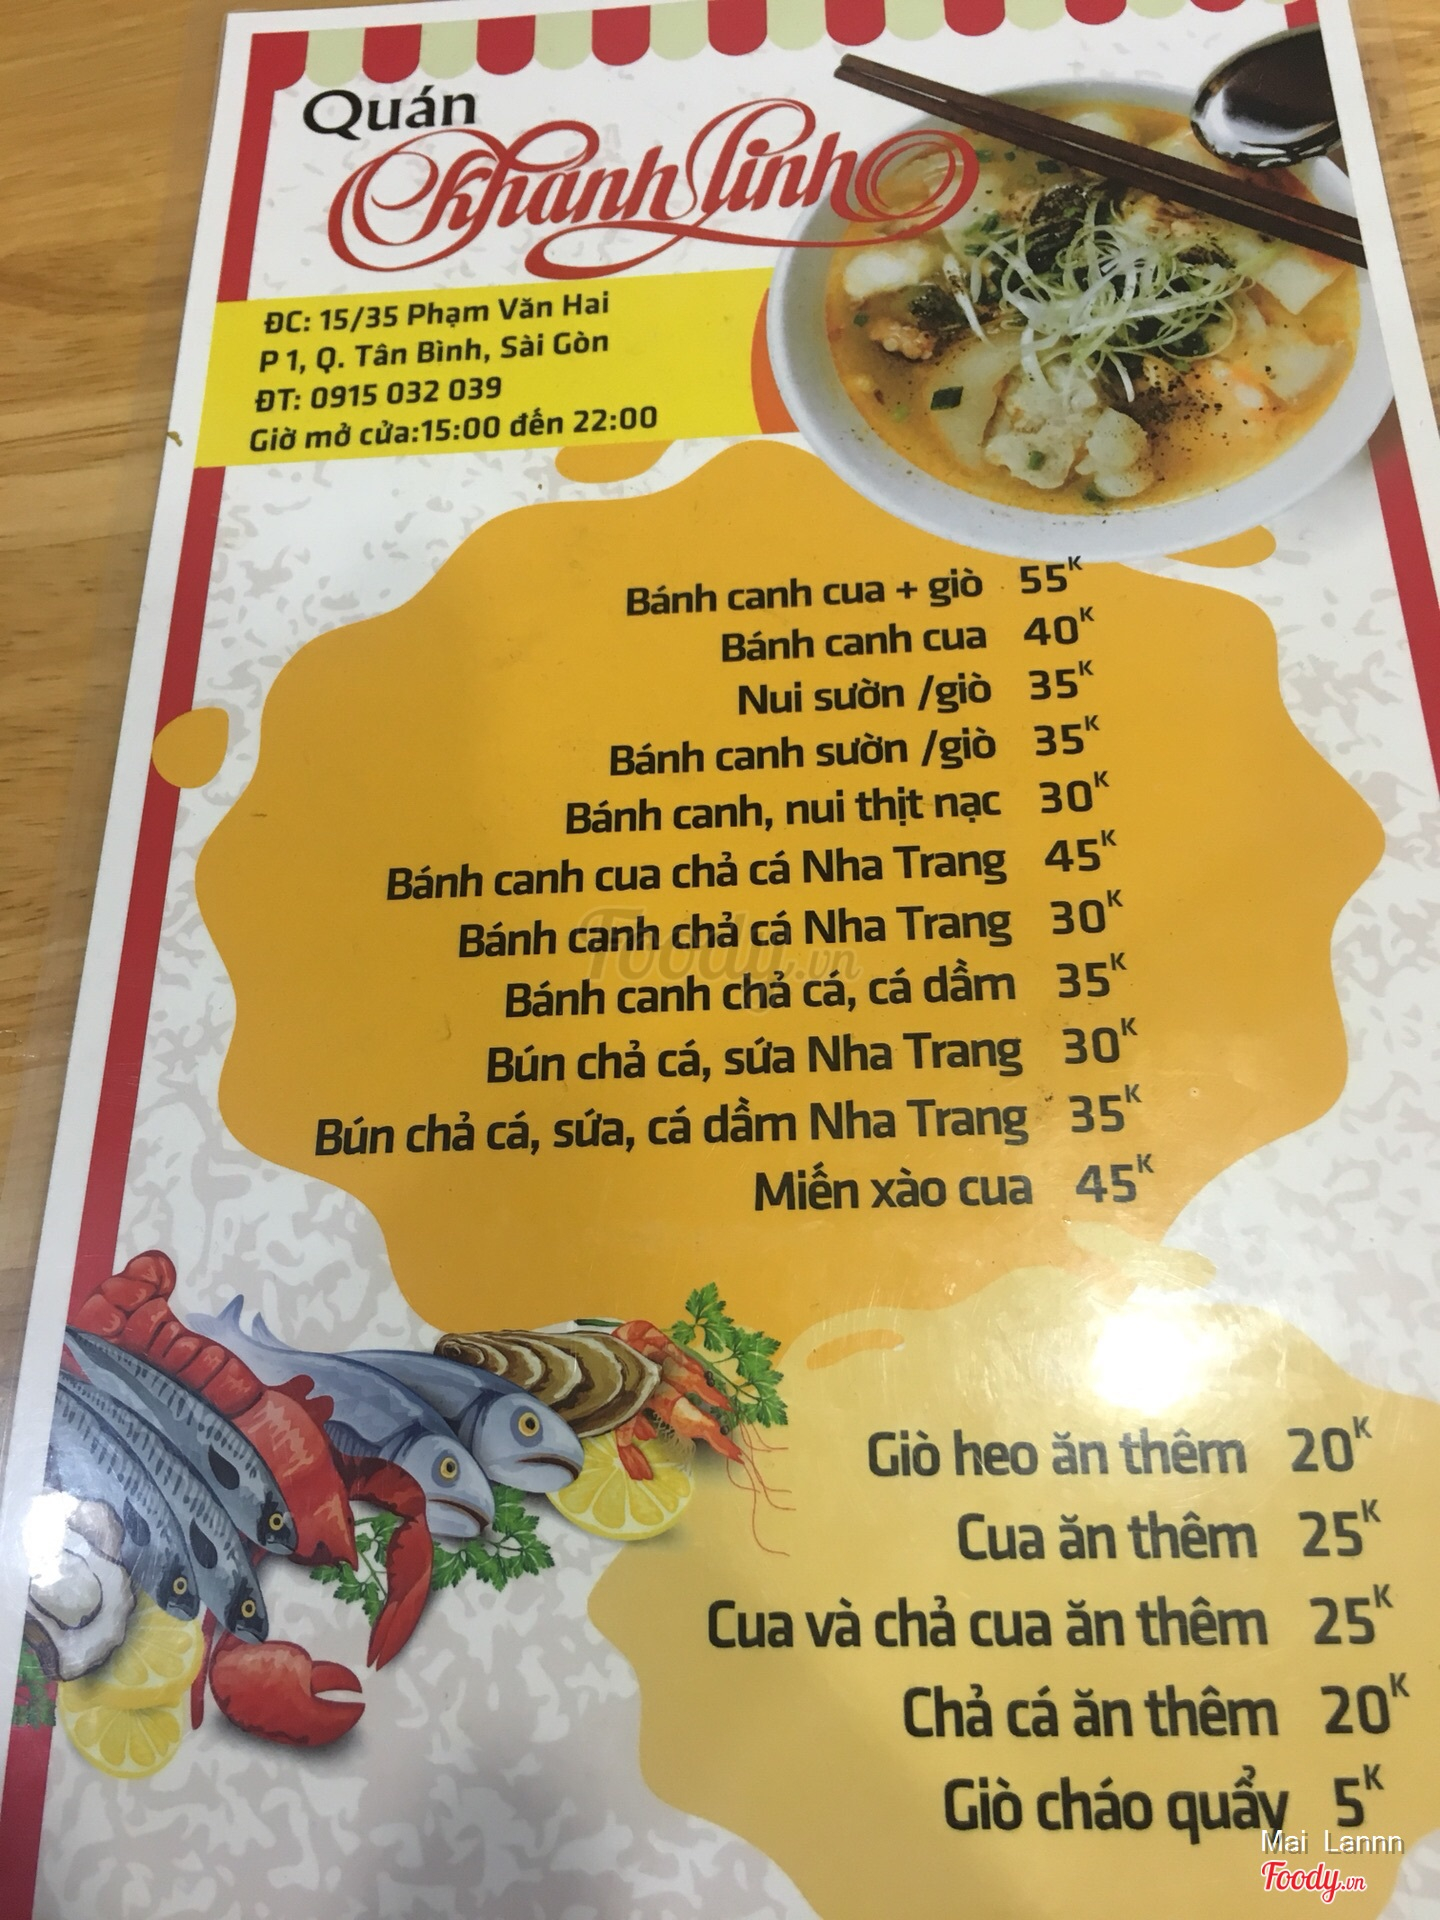 Quán
Khánh Linh
ĐC: 15/35 Phạm Văn Hai
P 1, Q. Tân Bình, Sài Gòn
ĐT: 0915 032 039
Giờ mở cửa:15:00 đến 22:00
Bánh canh cua + giò 55K
Bánh canh cua 40K
Nui sườn /giò 35K
Bánh canh sườn /giò 35K
Bánh canh, nui thịt nạc 30K
Bánh canh cua chả cá Nha Trang 45K
Bánh canh chả cá Nha Trang 30K
Bánh canh chả cá, cá dầm 35K
Bún chả cá, sứa Nha Trang 30K
Bún chả cá, sứa, cá dầm Nha Trang 35K
Miến xào cua 45K
Foody.vn
Giò heo ăn thêm 20K
Cua ăn thêm 25K
Cua và chả cua ăn thêm 25K
Chả cá ăn thêm 20K
Giò cháo quẩy 5K
Mai Lannn
Foody.vn